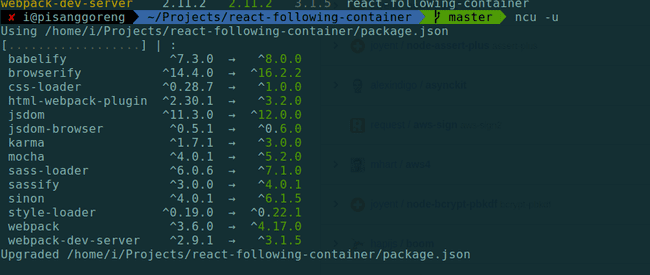 webpack-dev-server 2.11.2 2.11.2 3.1.5 react-following-container
✘ i@pisanggoreng ~/Projects/react-following-container master ncu -u
Using /home/i/Projects/react-following-container/package.json
[..................] | :
babelify ^7.3.0 → ^8.0.0
browserify ^14.4.0 → ^16.2.2
css-loader ^0.28.7 → ^1.0.0
html-webpack-plugin ^2.30.1 → ^3.2.0
jsdom ^11.3.0 → ^12.0.0
jsdom-browser ^0.5.1 → ^0.6.0
karma ^1.7.1 → ^3.0.0
mocha ^4.0.1 → ^5.2.0
sass-loader ^6.0.6 → ^7.1.0
sassify ^3.0.0 → ^4.0.1
sinon ^4.0.1 → ^6.1.5
style-loader ^0.19.0 → ^0.22.1
webpack ^3.6.0 → ^4.17.0
webpack-dev-server ^2.9.1 → ^3.1.5
Upgraded /home/i/Projects/react-following-container/package.json